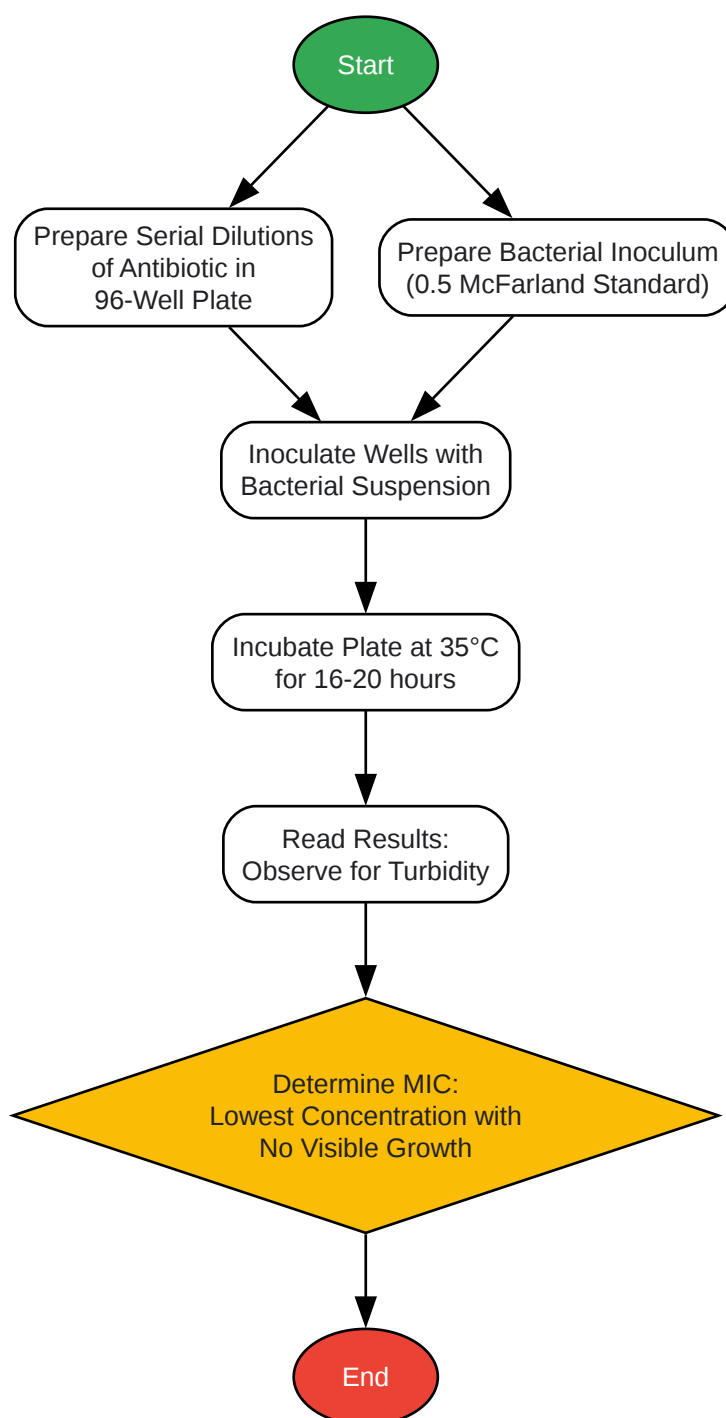 Start
Prepare Serial Dilutions
of Antibiotic in
96-Well Plate
Prepare Bacterial Inoculum
(0.5 McFarland Standard)
Inoculate Wells with
Bacterial Suspension
Incubate Plate at 35°C
for 16-20 hours
Read Results:
Observe for Turbidity
Determine MIC:
Lowest Concentration with
No Visible Growth
End